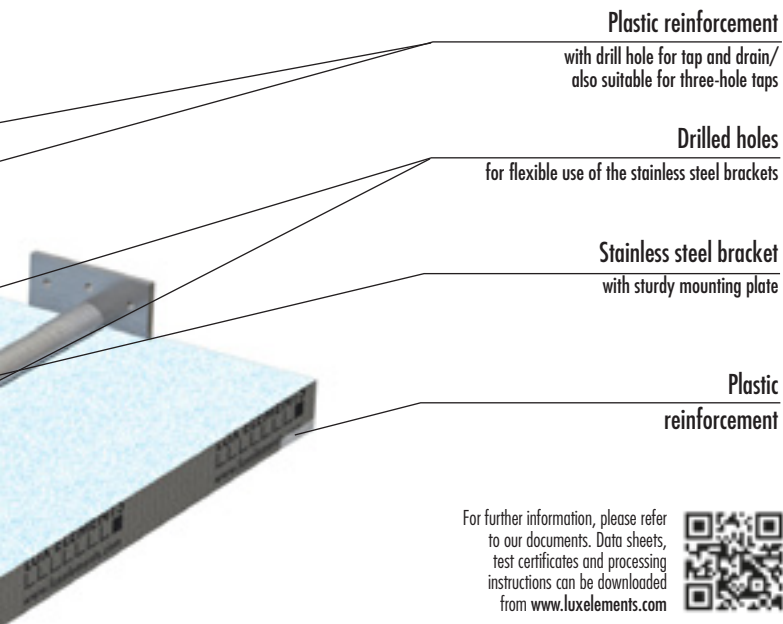 Plastic reinforcement
with drill hole for tap and drain/
also suitable for three-hole taps
Drilled holes
for flexible use of the stainless steel brackets
Stainless steel bracket
with sturdy mounting plate
Plastic
reinforcement
For further information, please refer
to our documents. Data sheets,
test certificates and processing
instructions can be downloaded
from www.luxelements.com